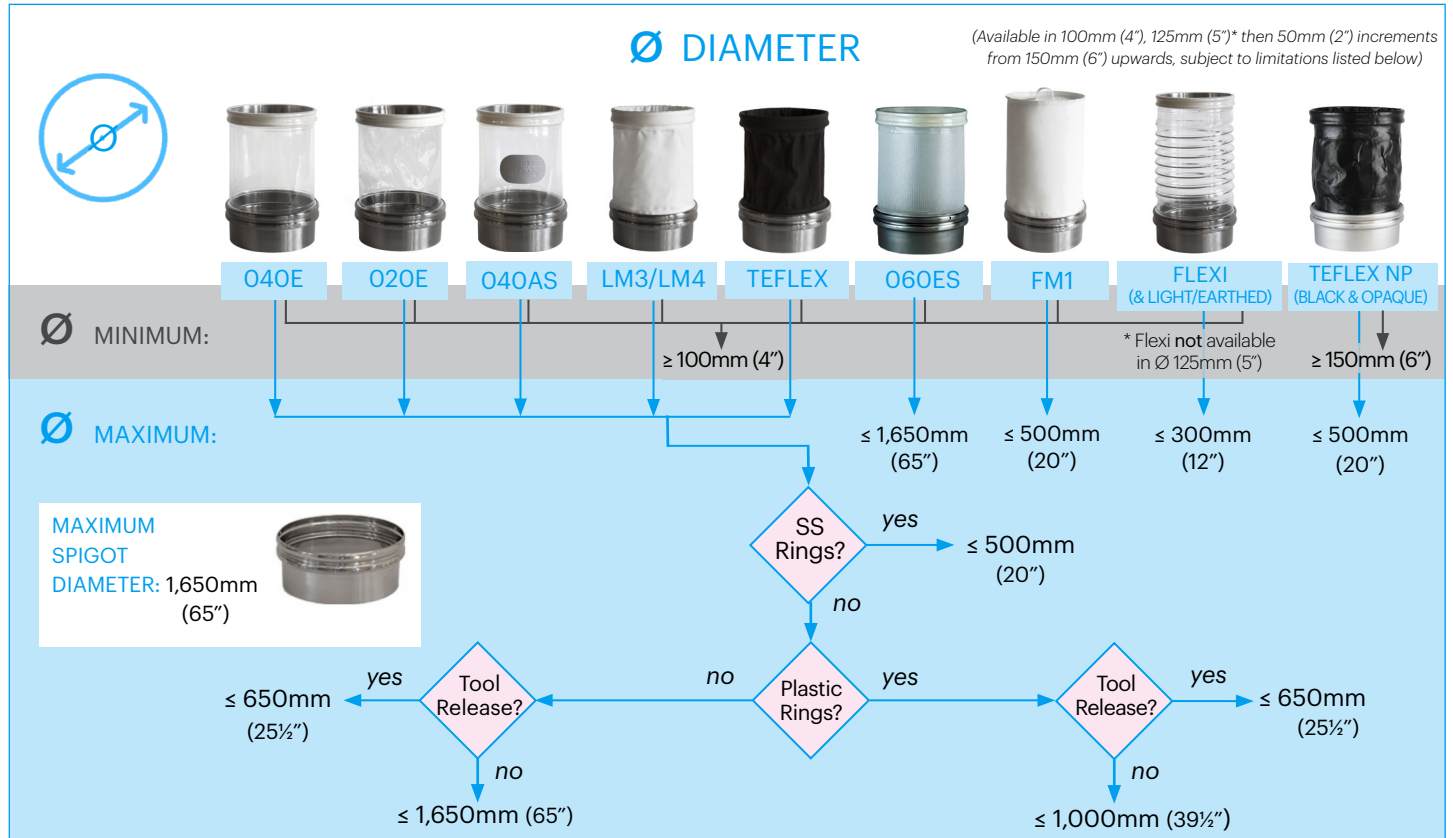 Ø DIAMETER
(Available in 100mm (4”), 125mm (5”)* then 50mm (2”) increments
from 150mm (6”) upwards, subject to limitations listed below)
Ø
040E
020E
040AS
LM3/LM4
TEFLEX
060ES
FM1
FLEXI
(& LIGHT/EARTHED)
TEFLEX NP
(BLACK & OPAQUE)
Ø MINIMUM:
≥ 100mm (4”)
* Flexi not available
in Ø 125mm (5”)
≥ 150mm (6”)
Ø MAXIMUM:
≤ 1,650mm
(65”)
≤ 500mm
(20”)
≤ 300mm
(12”)
≤ 500mm
(20”)
MAXIMUM
SPIGOT
DIAMETER: 1,650mm
(65”)
SS
Rings?
yes
≤ 500mm
(20”)
no
Plastic
Rings?
no
yes
Tool
Release?
yes
≤ 650mm
(25½”)
no
≤ 1,650mm (65”)
Tool
Release?
yes
≤ 650mm
(25½”)
no
≤ 1,000mm (39½”)